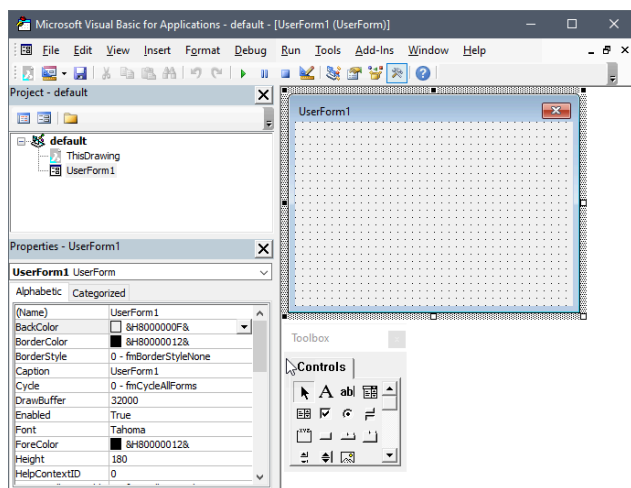 Microsoft Visual Basic for Applications - default - [UserForm1 (UserForm)]
File Edit View Insert Format Debug Run Tools Add-Ins Window Help
Project - default
default
ThisDrawing
UserForm1
UserForm1
Properties - UserForm1
UserForm1 UserForm
Alphabetic Categorized
(Name) UserForm1
BackColor &H8000000F&
BorderColor &H80000012&
BorderStyle 0 - fmBorderStyleNone
Caption UserForm1
Cycle 0 - fmCycleAllForms
DrawBuffer 32000
Enabled True
Font Tahoma
ForeColor &H80000012&
Height 180
HelpContextID 0
Toolbox
Controls
A abl